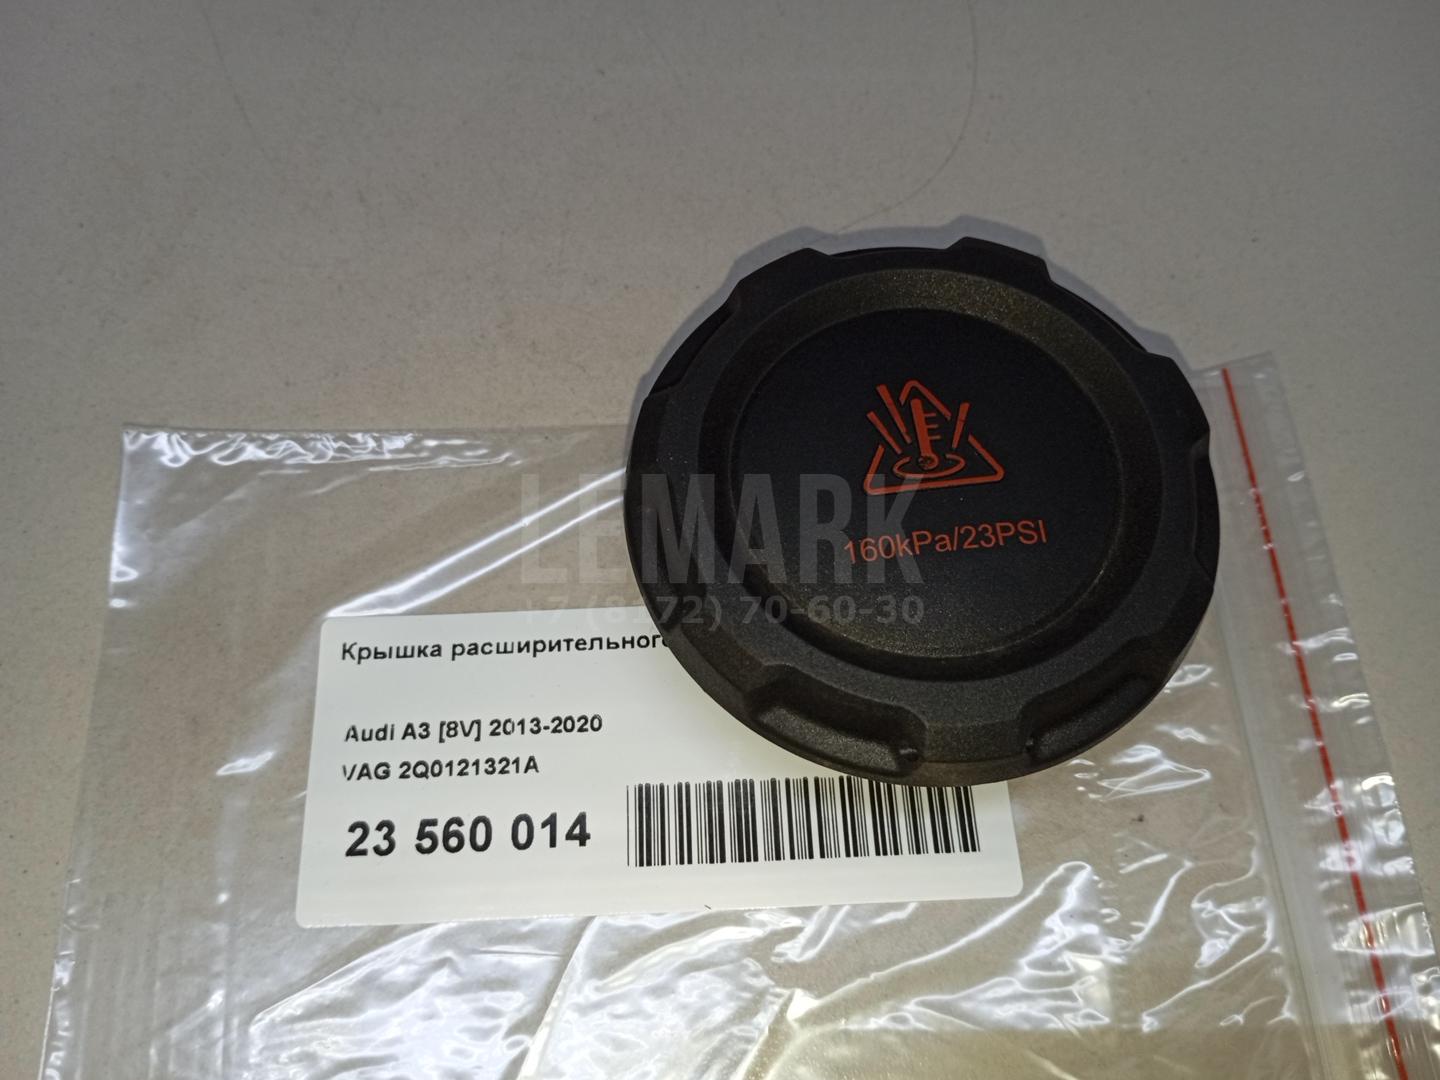 160kPa/23PSI
LEMARK
+7 (8172) 70-60-30
Крышка расширительного
Audi A3 [8V] 2013-2020
VAG 2Q0121321A
23 560 014